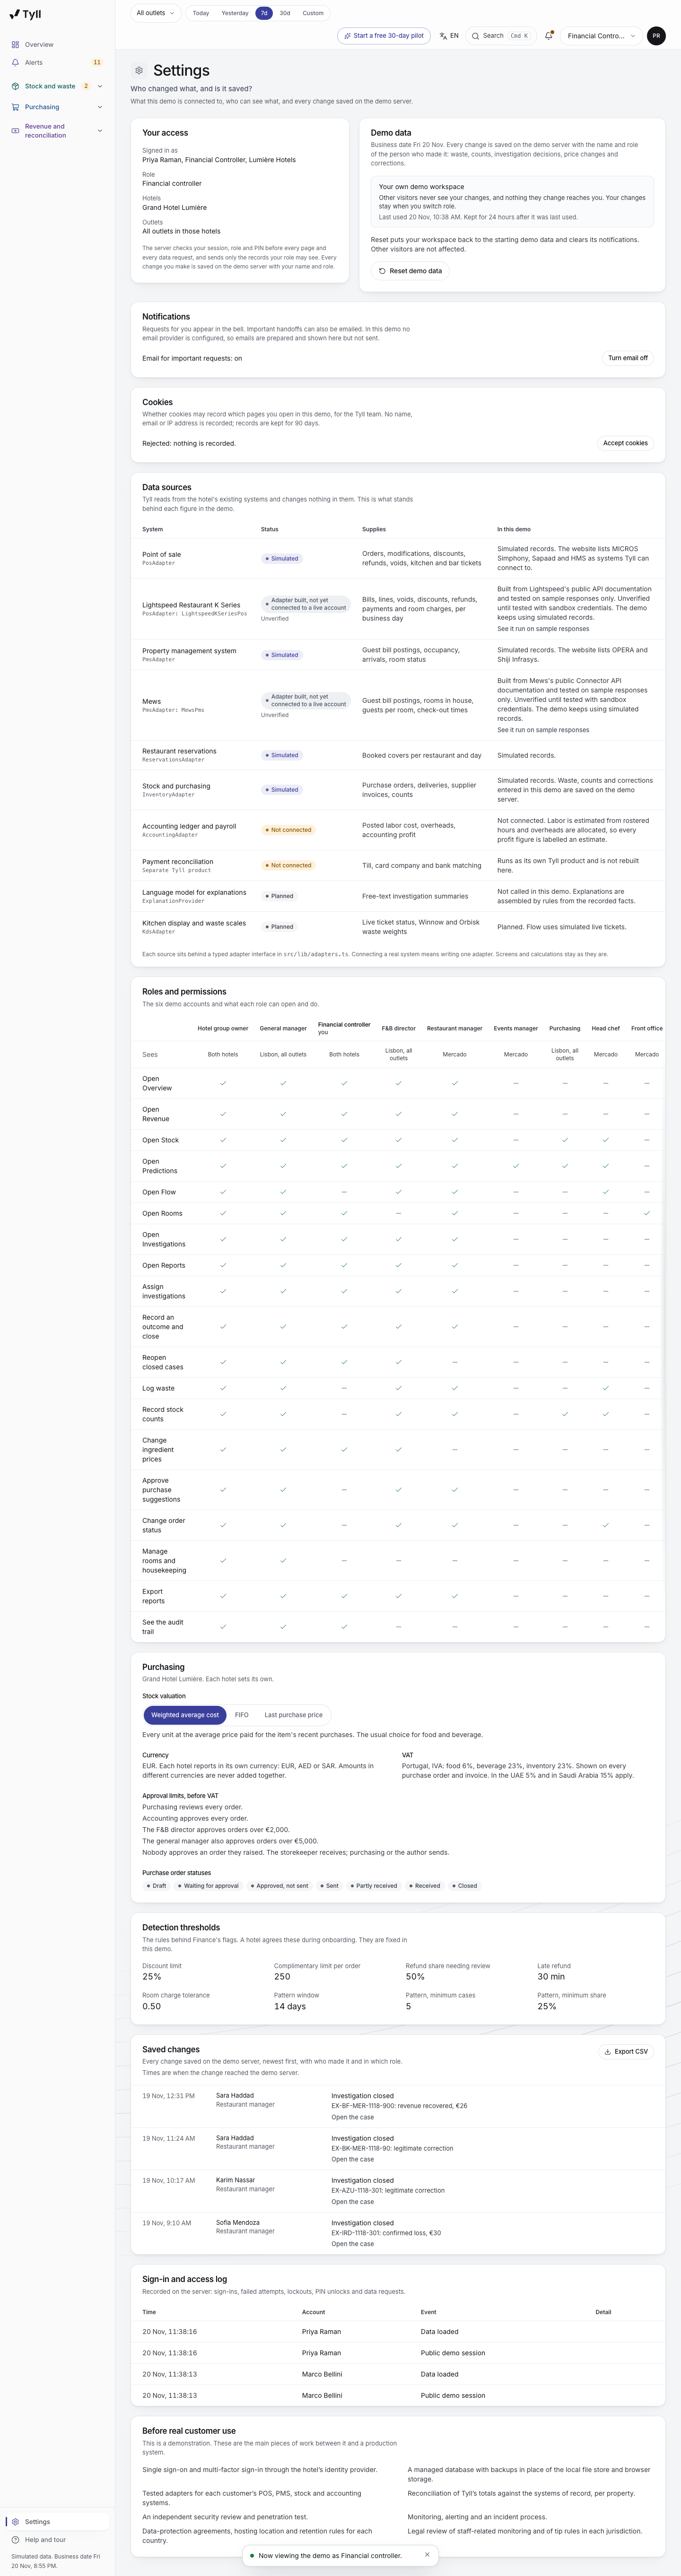 Tyll
All outlets
Today Yesterday 7d 30d Custom
Start a free 30-day pilot
EN
Search Cmd K
Financial Contro...
PR
Overview
Alerts 11
Stock and waste 2
Purchasing
Revenue and
reconciliation
Settings
Who changed what, and is it saved?
What this demo is connected to, who can see what, and every change saved on the demo server.
Your access
Signed in as
Priya Raman, Financial Controller, Lumière Hotels
Role
Financial controller
Hotels
Grand Hotel Lumière
Outlets
All outlets in those hotels
The server checks your session, role and PIN before every page and
every data request, and sends only the records your role may see. Every
change you make is saved on the demo server with your name and role.
Demo data
Business date Fri 20 Nov. Every change is saved on the demo server with the name and role
of the person who made it: waste, counts, investigation decisions, price changes and
corrections.
Your own demo workspace
Other visitors never see your changes, and nothing they change reaches you. Your changes
stay when you switch role.
Last used 20 Nov, 10:38 AM. Kept for 24 hours after it was last used.
Reset puts your workspace back to the starting demo data and clears its notifications.
Other visitors are not affected.
Reset demo data
Notifications
Requests for you appear in the bell. Important handoffs can also be emailed. In this demo no
email provider is configured, so emails are prepared and shown here but not sent.
Email for important requests: on
Turn email off
Cookies
Whether cookies may record which pages you open in this demo, for the Tyll team. No name,
email or IP address is recorded; records are kept for 90 days.
Rejected: nothing is recorded.
Accept cookies
Data sources
Tyll reads from the hotel's existing systems and changes nothing in them. This is what stands
behind each figure in the demo.
System Status Supplies In this demo
Point of sale
PosAdapter
Simulated
Orders, modifications, discounts,
refunds, voids, kitchen and bar tickets
Simulated records. The website lists MICROS
Simphony, Sapaad and HMS as systems Tyll can
connect to.
Lightspeed Restaurant K Series
PosAdapter: LightspeedKSeriesPos
Adapter built, not yet
connected to a live account
Unverified
Bills, lines, voids, discounts, refunds,
payments and room charges, per
business day
Built from Lightspeed's public API documentation
and tested on sample responses only. Unverified
until tested with sandbox credentials. The demo
keeps using simulated records.
See it run on sample responses
Property management system
PmsAdapter
Simulated
Guest bill postings, occupancy,
arrivals, room status
Simulated records. The website lists OPERA and
Shiji Infrasys.
Mews
PmsAdapter: MewsPms
Adapter built, not yet
connected to a live account
Unverified
Guest bill postings, rooms in house,
guests per room, check-out times
Built from Mews's public Connector API
documentation and tested on sample responses
only. Unverified until tested with sandbox
credentials. The demo keeps using simulated
records.
See it run on sample responses
Restaurant reservations
ReservationsAdapter
Simulated
Booked covers per restaurant and day
Simulated records.
Stock and purchasing
InventoryAdapter
Simulated
Purchase orders, deliveries, supplier
invoices, counts
Simulated records. Waste, counts and corrections
entered in this demo are saved on the demo
server.
Accounting ledger and payroll
AccountingAdapter
Not connected
Posted labor cost, overheads,
accounting profit
Not connected. Labor is estimated from rostered
hours and overheads are allocated, so every
profit figure is labelled an estimate.
Payment reconciliation
Separate Tyll product
Not connected
Till, card company and bank matching
Runs as its own Tyll product and is not rebuilt
here.
Language model for explanations
ExplanationProvider
Planned
Free-text investigation summaries
Not called in this demo. Explanations are
assembled by rules from the recorded facts.
Kitchen display and waste scales
KdsAdapter
Planned
Live ticket status, Winnow and Orbisk
waste weights
Planned. Flow uses simulated live tickets.
Each source sits behind a typed adapter interface in src/lib/adapters.ts. Connecting a real system means writing one adapter. Screens and calculations stay as they are.
Roles and permissions
The six demo accounts and what each role can open and do.
Hotel group owner General manager Financial controller F&B director Restaurant manager Events manager Purchasing Head chef Front office
you
Sees Both hotels Lisbon, all outlets Both hotels Lisbon, all outlets Mercado Mercado Lisbon, all outlets Mercado Mercado
Open
Overview
Open
Revenue
Open Stock
Open
Predictions
Open Flow
Open Rooms
Open
Investigations
Open Reports
Assign
investigations
Record an
outcome and
close
Reopen
closed cases
Log waste
Record stock
counts
Change
ingredient
prices
Approve
purchase
suggestions
Change order
status
Manage
rooms and
housekeeping
Export
reports
See the audit
trail
Purchasing
Grand Hotel Lumière. Each hotel sets its own.
Stock valuation
Weighted average cost FIFO Last purchase price
Every unit at the average price paid for the item's recent purchases. The usual choice for food and beverage.
Currency
EUR. Each hotel reports in its own currency: EUR, AED or SAR. Amounts in
different currencies are never added together.
VAT
Portugal, IVA: food 6%, beverage 23%, inventory 23%. Shown on every
purchase order and invoice. In the UAE 5% and in Saudi Arabia 15% apply.
Approval limits, before VAT
Purchasing reviews every order.
Accounting approves every order.
The F&B director approves orders over €2,000.
The general manager also approves orders over €5,000.
Nobody approves an order they raised. The storekeeper receives; purchasing or the author sends.
Purchase order statuses
Draft Waiting for approval Approved, not sent Sent Partly received Received Closed
Detection thresholds
The rules behind Finance's flags. A hotel agrees these during onboarding. They are fixed in
this demo.
Discount limit Complimentary limit per order Refund share needing review Late refund
25% 250 50% 30 min
Room charge tolerance Pattern window Pattern, minimum cases Pattern, minimum share
0.50 14 days 5 25%
Saved changes
Every change saved on the demo server, newest first, with who made it and in which role.
Times are when the change reached the demo server.
Export CSV
19 Nov, 12:31 PM
Sara Haddad
Restaurant manager
Investigation closed
EX-BF-MER-1118-900: revenue recovered, €26
Open the case
19 Nov, 11:24 AM
Sara Haddad
Restaurant manager
Investigation closed
EX-BK-MER-1118-90: legitimate correction
Open the case
19 Nov, 10:17 AM
Karim Nassar
Restaurant manager
Investigation closed
EX-AZU-1118-301: legitimate correction
Open the case
19 Nov, 9:10 AM
Sofia Mendoza
Restaurant manager
Investigation closed
EX-IRD-1118-301: confirmed loss, €30
Open the case
Sign-in and access log
Recorded on the server: sign-ins, failed attempts, lockouts, PIN unlocks and data requests.
Time Account Event Detail
20 Nov, 11:38:16 Priya Raman Data loaded
20 Nov, 11:38:16 Priya Raman Public demo session
20 Nov, 11:38:13 Marco Bellini Data loaded
20 Nov, 11:38:13 Marco Bellini Public demo session
Before real customer use
This is a demonstration. These are the main pieces of work between it and a production
system.
Single sign-on and multi-factor sign-in through the hotel's identity provider.
A managed database with backups in place of the local file store and browser
storage.
Tested adapters for each customer's POS, PMS, stock and accounting
systems.
Reconciliation of Tyll's totals against the systems of record, per property.
An independent security review and penetration test.
Monitoring, alerting and an incident process.
Data-protection agreements, hosting location and retention rules for each
country.
Legal review of staff-related monitoring and of tip rules in each jurisdiction.
Settings
Help and tour
Simulated data. Business date Fri
20 Nov, 8:55 PM.
Now viewing the demo as Financial controller.